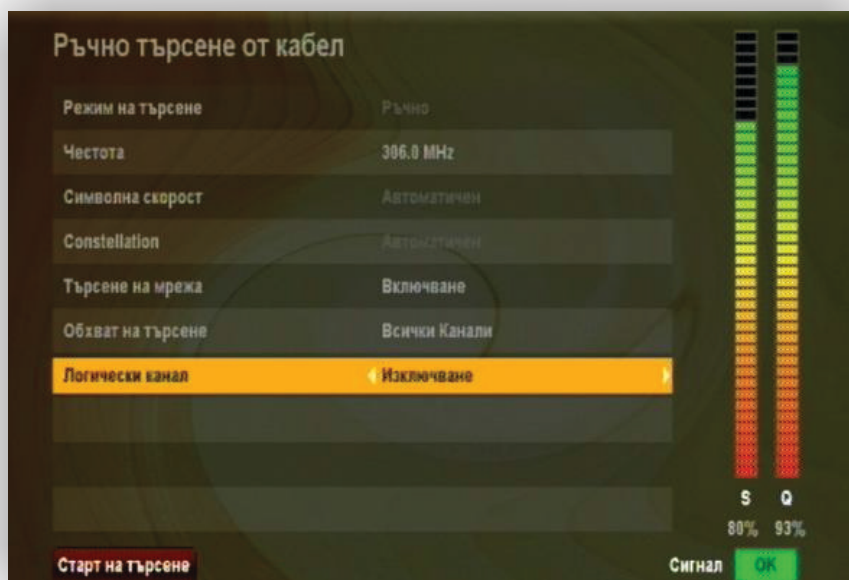 Ръчно търсене от кабел
Режим на търсене Ръчно
Честота 306.0 MHz
Символна скорост Автоматичен
Constellation Автоматичен
Търсене на мрежа Включване
Обхват на търсене Всички Канали
Логически канал Изключване
S Q
80% 93%
Старт на търсене Сигнал OK